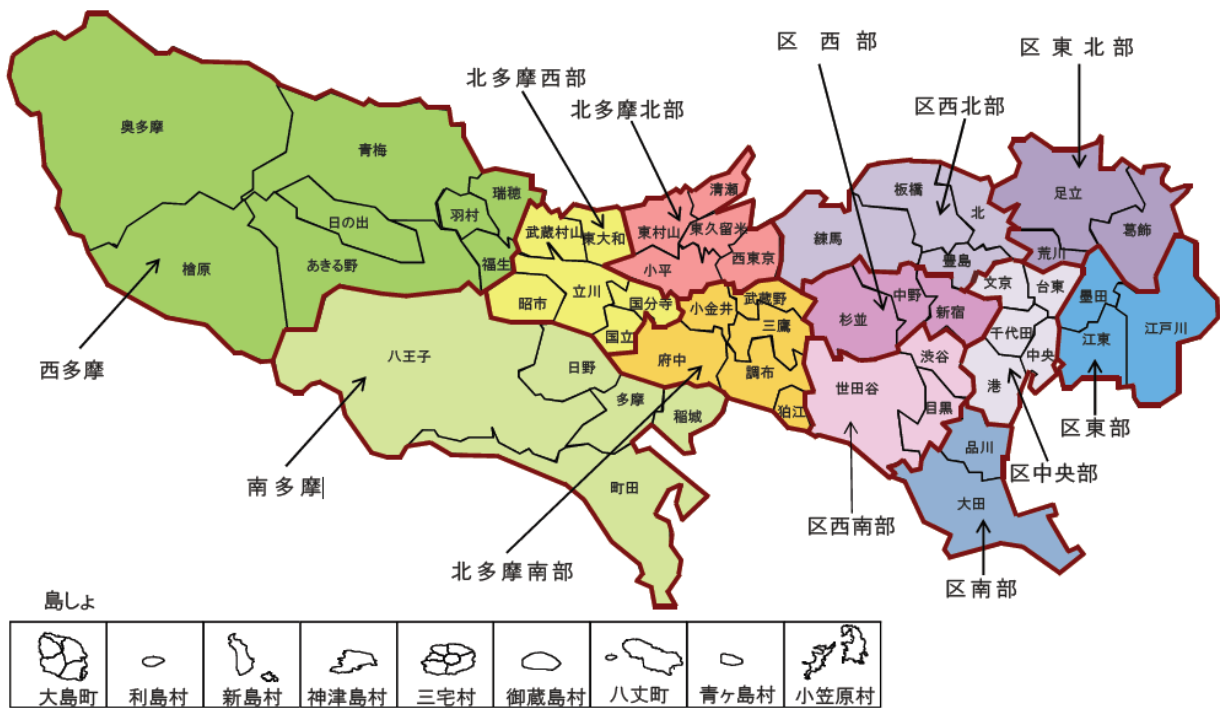 区西部
区東北部
北多摩西部
区西北部
北多摩北部
奥多摩
青梅
清瀬
板橋
足立
瑞穂
北
羽村
日の出
武蔵村山
東大和
東村山
東久留米
練馬
葛飾
西東京
豊島
荒川
檜原
あきる野
福生
小平
文京
台東
昭市
立川
国分寺
小金井
武蔵野
中野
新宿
墨田
三鷹
杉並
江戸川
国立
千代田
江東
八王子
日野
府中
調布
渋谷
中央
西多摩
世田谷
港
多摩
狛江
目黒
稲城
区東部
品川
区中央部
南多摩
町田
大田
区西南部
北多摩南部
区南部
島しょ
大島町
利島村
新島村
神津島村
三宅村
御蔵島村
八丈町
青ヶ島村
小笠原村